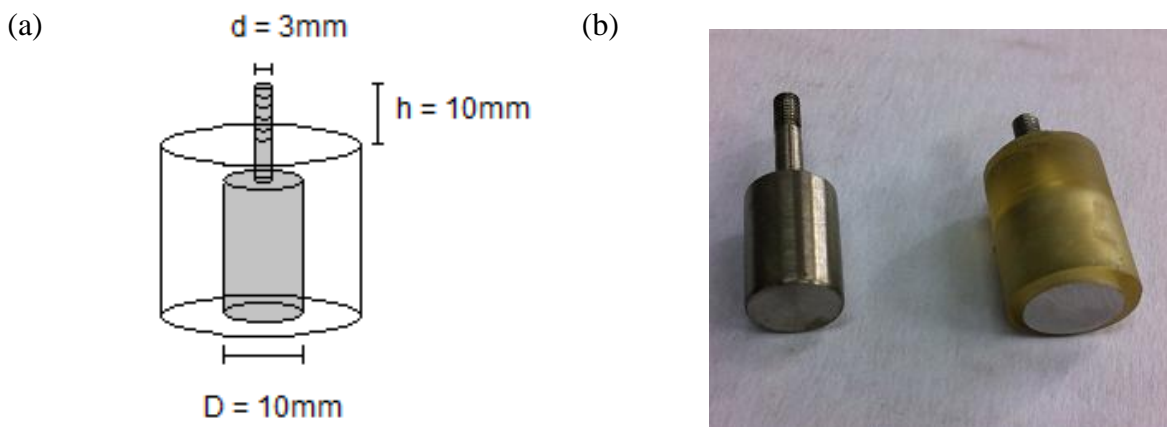 (a)
d = 3mm
h = 10mm
D = 10mm
(b)